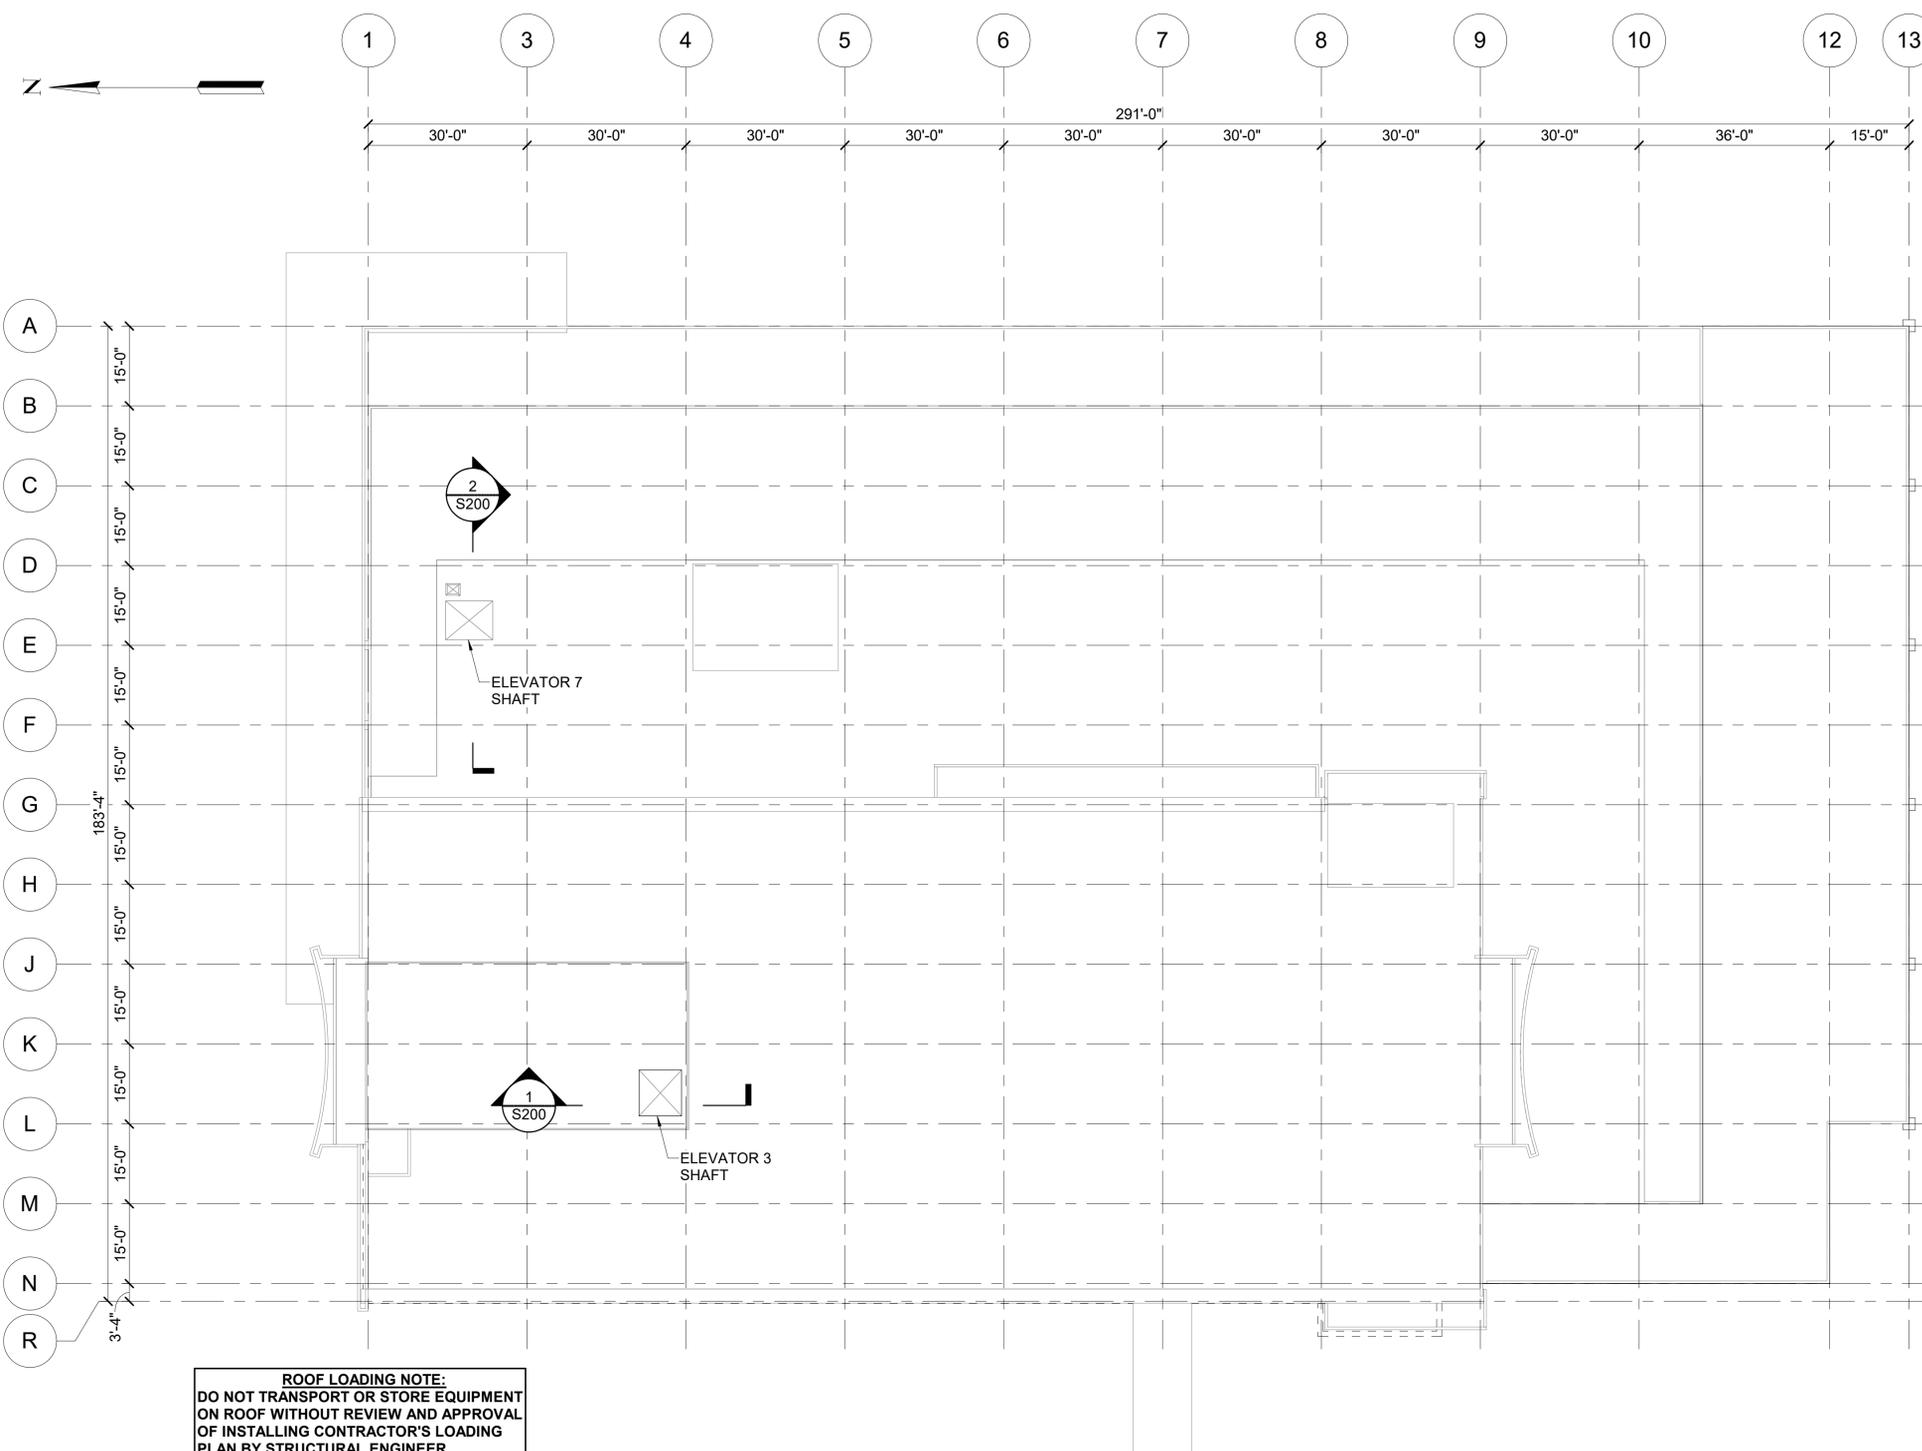 1 3 4 5 6 7 8 9 10 12 13
N
291'-0"
30'-0" 30'-0" 30'-0" 30'-0" 30'-0" 30'-0" 30'-0" 30'-0" 36'-0" 15'-0"
A
15'-0"
B
15'-0"
C
2
S200
15'-0"
D
15'-0"
E
ELEVATOR 7
SHAFT
15'-0"
F
15'-0"
G
183'-4"
15'-0"
H
15'-0"
J
15'-0"
K
15'-0"
1
S200
L
ELEVATOR 3
SHAFT
15'-0"
M
15'-0"
N
3'-4"
R
ROOF LOADING NOTE:
DO NOT TRANSPORT OR STORE EQUIPMENT
ON ROOF WITHOUT REVIEW AND APPROVAL
OF INSTALLING CONTRACTOR'S LOADING
PLAN BY STRUCTURAL ENGINEER